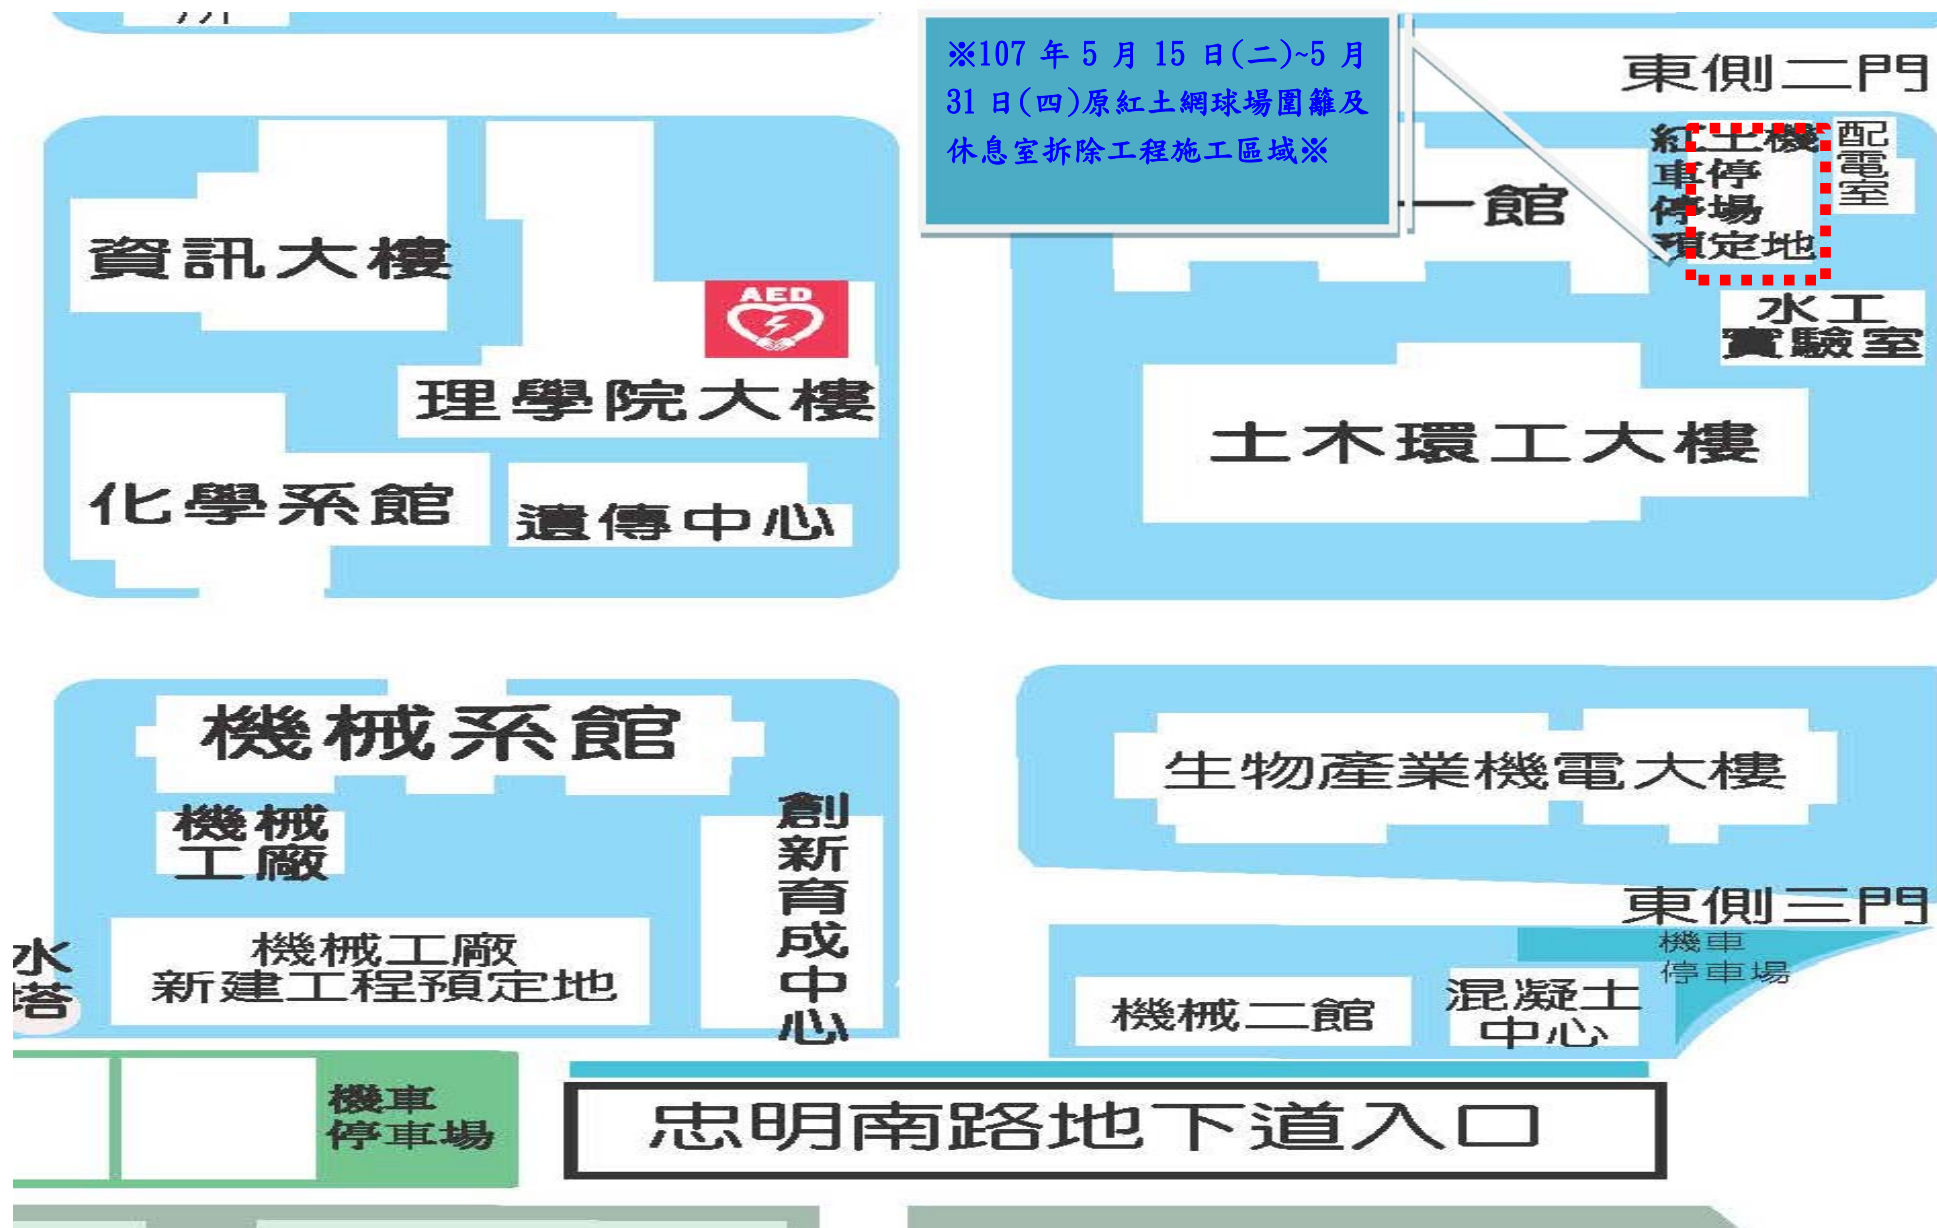 所
※107 年 5 月 15 日(二)~5 月
31 日(四)原紅土網球場圍籬及
休息室拆除工程施工區域※
東側二門
紅土機
車停
停場
預定地
配
電
室
一館
資訊大樓
AED
水工
實驗室
理學院大樓
土木環工大樓
化學系館
遺傳中心
機械系館
生物產業機電大樓
機械
工廠
創
新
育
成
中
心
東側三門
機車
停車場
水
塔
機械工廠
新建工程預定地
機械二館
混凝土
中心
機車
停車場
忠明南路地下道入口